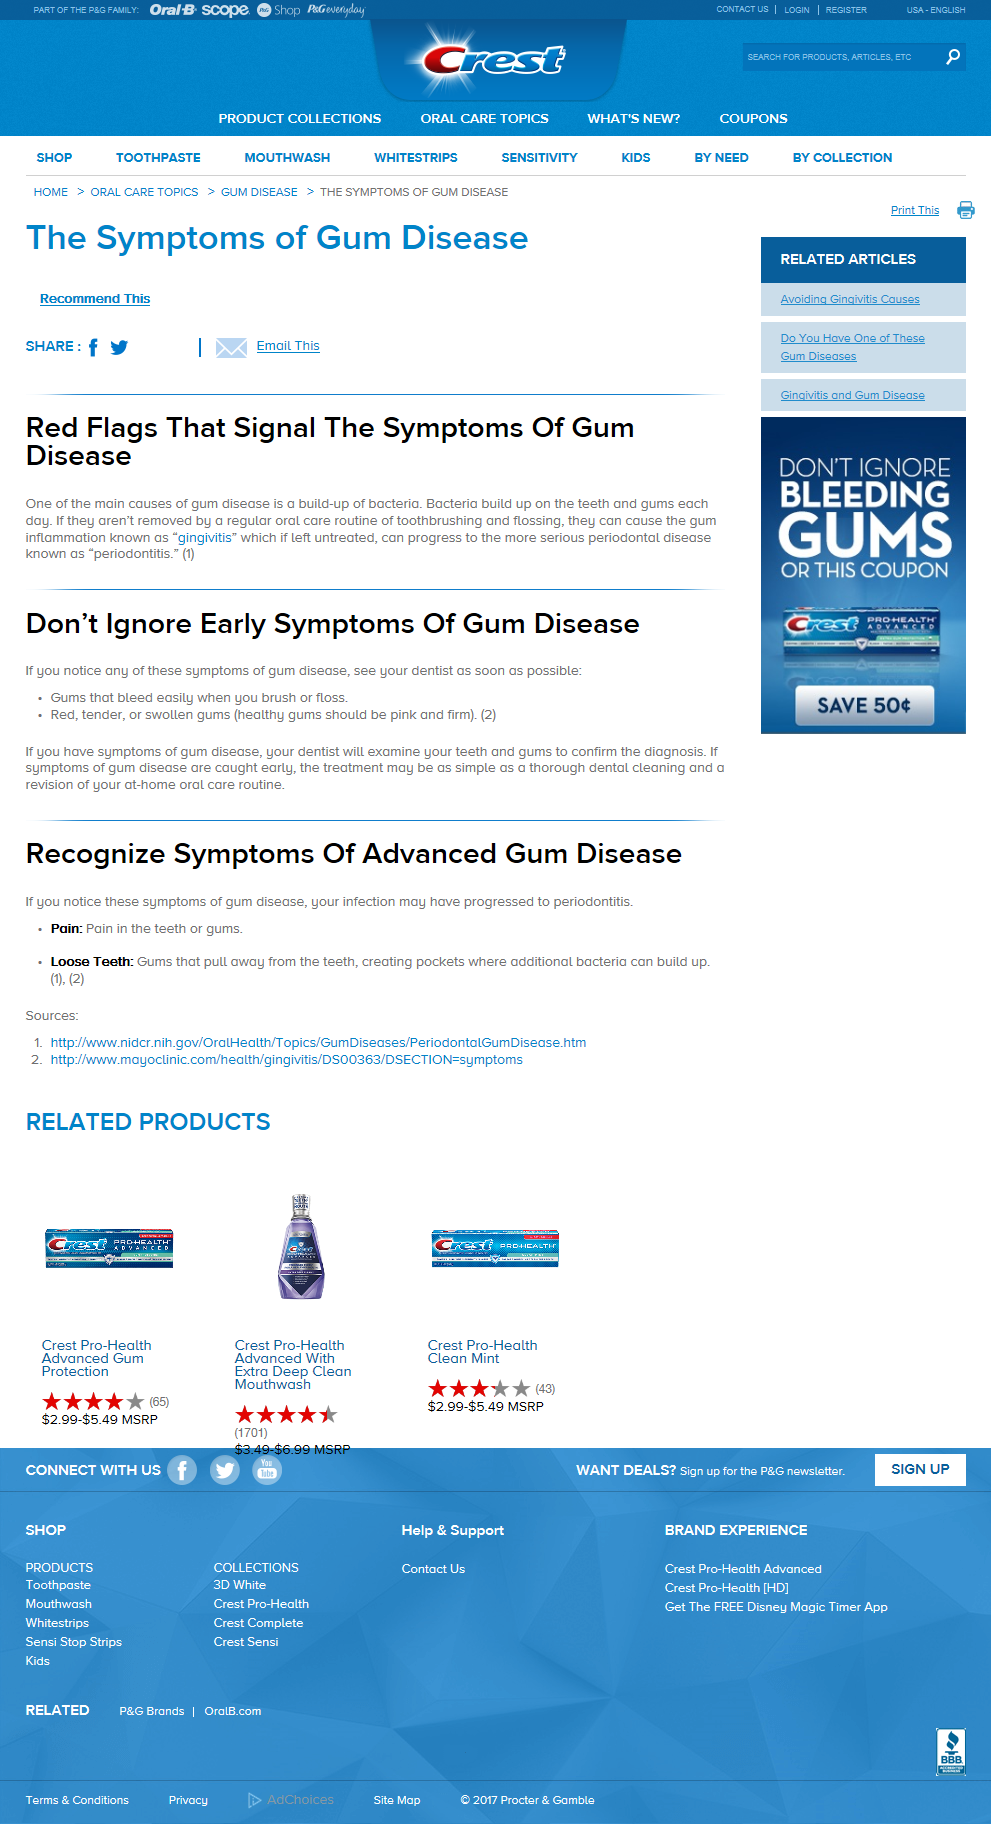 PART OF THE P&G FAMILY: Oral-B scope P&G Shop P&G everyday
CONTACT US | LOGIN | REGISTER USA - ENGLISH
Crest
SEARCH FOR PRODUCTS, ARTICLES, ETC
PRODUCT COLLECTIONS ORAL CARE TOPICS WHAT'S NEW? COUPONS
SHOP TOOTHPASTE MOUTHWASH WHITESTRIPS SENSITIVITY KIDS BY NEED BY COLLECTION
HOME > ORAL CARE TOPICS > GUM DISEASE > THE SYMPTOMS OF GUM DISEASE
Print This
The Symptoms of Gum Disease
Recommend This
SHARE :
| Email This
Red Flags That Signal The Symptoms Of Gum
Disease
One of the main causes of gum disease is a build-up of bacteria. Bacteria build up on the teeth and gums each
day. If they aren't removed by a regular oral care routine of toothbrushing and flossing, they can cause the gum
inflammation known as “gingivitis” which if left untreated, can progress to the more serious periodontal disease
known as “periodontitis.” (1)
Don’t Ignore Early Symptoms Of Gum Disease
If you notice any of these symptoms of gum disease, see your dentist as soon as possible:
• Gums that bleed easily when you brush or floss.
• Red, tender, or swollen gums (healthy gums should be pink and firm). (2)
If you have symptoms of gum disease, your dentist will examine your teeth and gums to confirm the diagnosis. If
symptoms of gum disease are caught early, the treatment may be as simple as a thorough dental cleaning and a
revision of your at-home oral care routine.
Recognize Symptoms Of Advanced Gum Disease
If you notice these symptoms of gum disease, your infection may have progressed to periodontitis.
• Pain: Pain in the teeth or gums.
• Loose Teeth: Gums that pull away from the teeth, creating pockets where additional bacteria can build up.
(1), (2)
Sources:
1. http://www.nidcr.nih.gov/OralHealth/Topics/GumDiseases/PeriodontalGumDisease.htm
2. http://www.mayoclinic.com/health/gingivitis/DS00363/DSECTION=symptoms
RELATED ARTICLES
Avoiding Gingivitis Causes
Do You Have One of These
Gum Diseases
Gingivitis and Gum Disease
DON'T IGNORE
BLEEDING
GUMS
OR THIS COUPON
Crest PRO-HEALTH
ADVANCED
SAVE 50¢
RELATED PRODUCTS
Crest PRO-HEALTH
ADVANCED
Crest
Crest PRO-HEALTH
Crest Pro-Health
Advanced Gum
Protection
(65)
$2.99-$5.49 MSRP
Crest Pro-Health
Advanced With
Extra Deep Clean
Mouthwash
(1701)
$3.49-$6.99 MSRP
Crest Pro-Health
Clean Mint
(43)
$2.99-$5.49 MSRP
CONNECT WITH US You Tube
WANT DEALS? Sign up for the P&G newsletter. SIGN UP
SHOP
PRODUCTS
Toothpaste
Mouthwash
Whitestrips
Sensi Stop Strips
Kids
COLLECTIONS
3D White
Crest Pro-Health
Crest Complete
Crest Sensi
Help & Support
Contact Us
BRAND EXPERIENCE
Crest Pro-Health Advanced
Crest Pro-Health [HD]
Get The FREE Disney Magic Timer App
RELATED P&G Brands | OralB.com
BBB
ACCREDITED
BUSINESS
Terms & Conditions Privacy AdChoices Site Map © 2017 Procter & Gamble